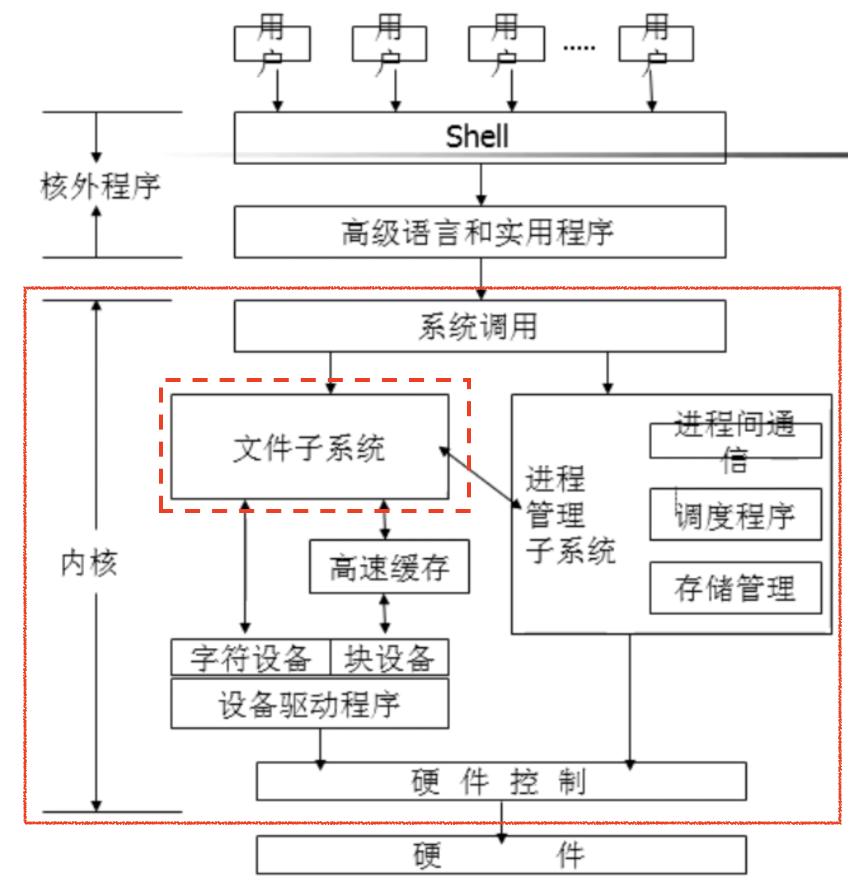 用户
用户
用户
.....
用户
Shell
核外程序
高级语言和实用程序
系统调用
文件子系统
进程间通
信
进程
管理
子系统
调度程序
存储管理
内核
高速缓存
字符设备
块设备
设备驱动程序
硬 件 控 制
硬 件